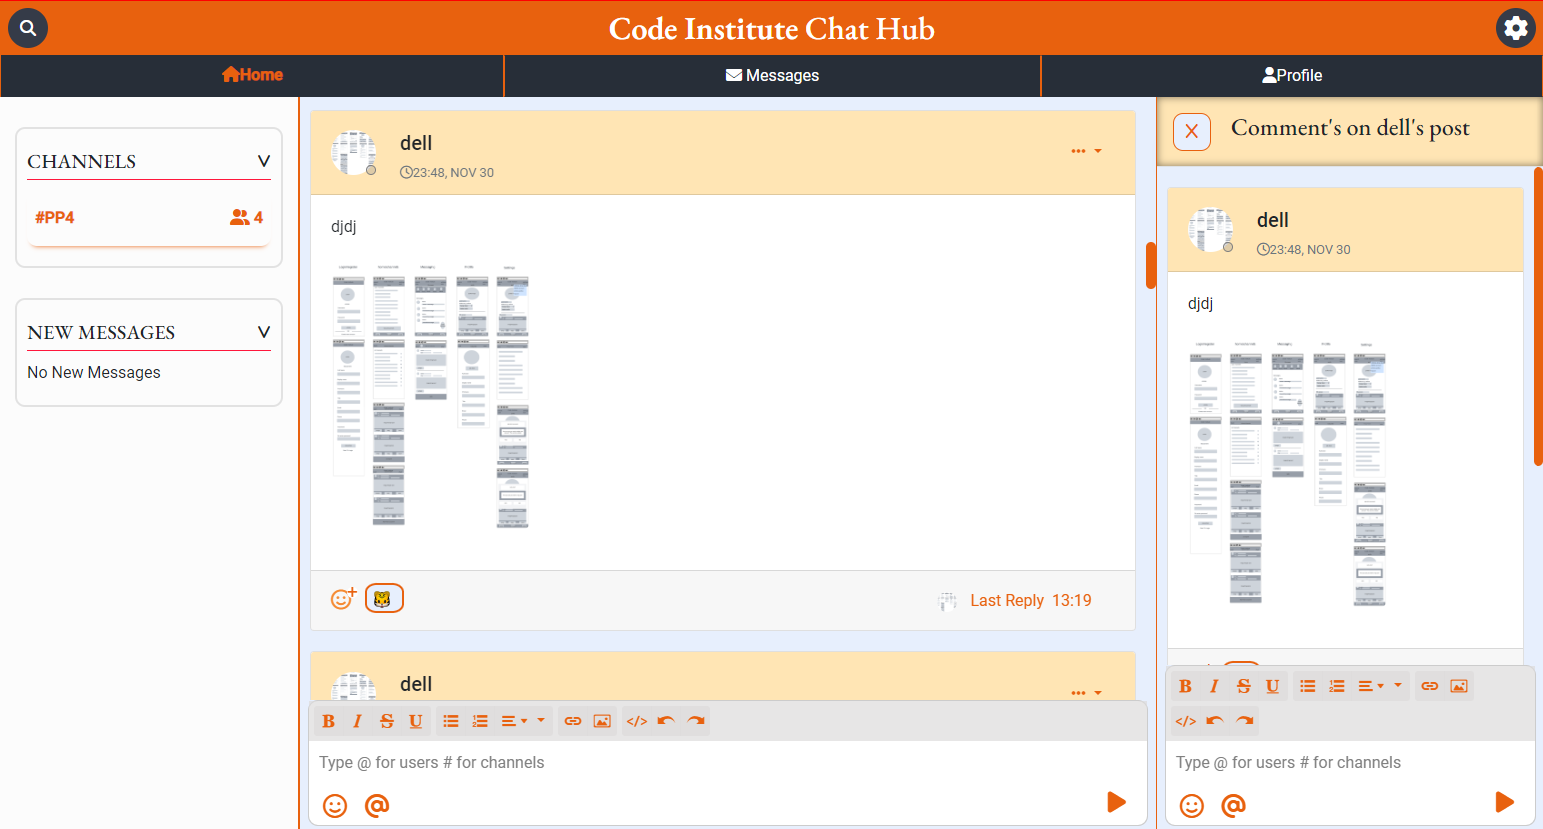 Code Institute Chat Hub
Home
Messages
Profile
CHANNELS
V
#PP4
4
NEW MESSAGES
V
No New Messages
dell
23:48, NOV 30
djdj
Last Reply 13:19
dell
B I S U
</>
Type @ for users # for channels
@
X
Comment's on dell's post
dell
23:48, NOV 30
djdj
B I S U
</>
Type @ for users # for channels
@